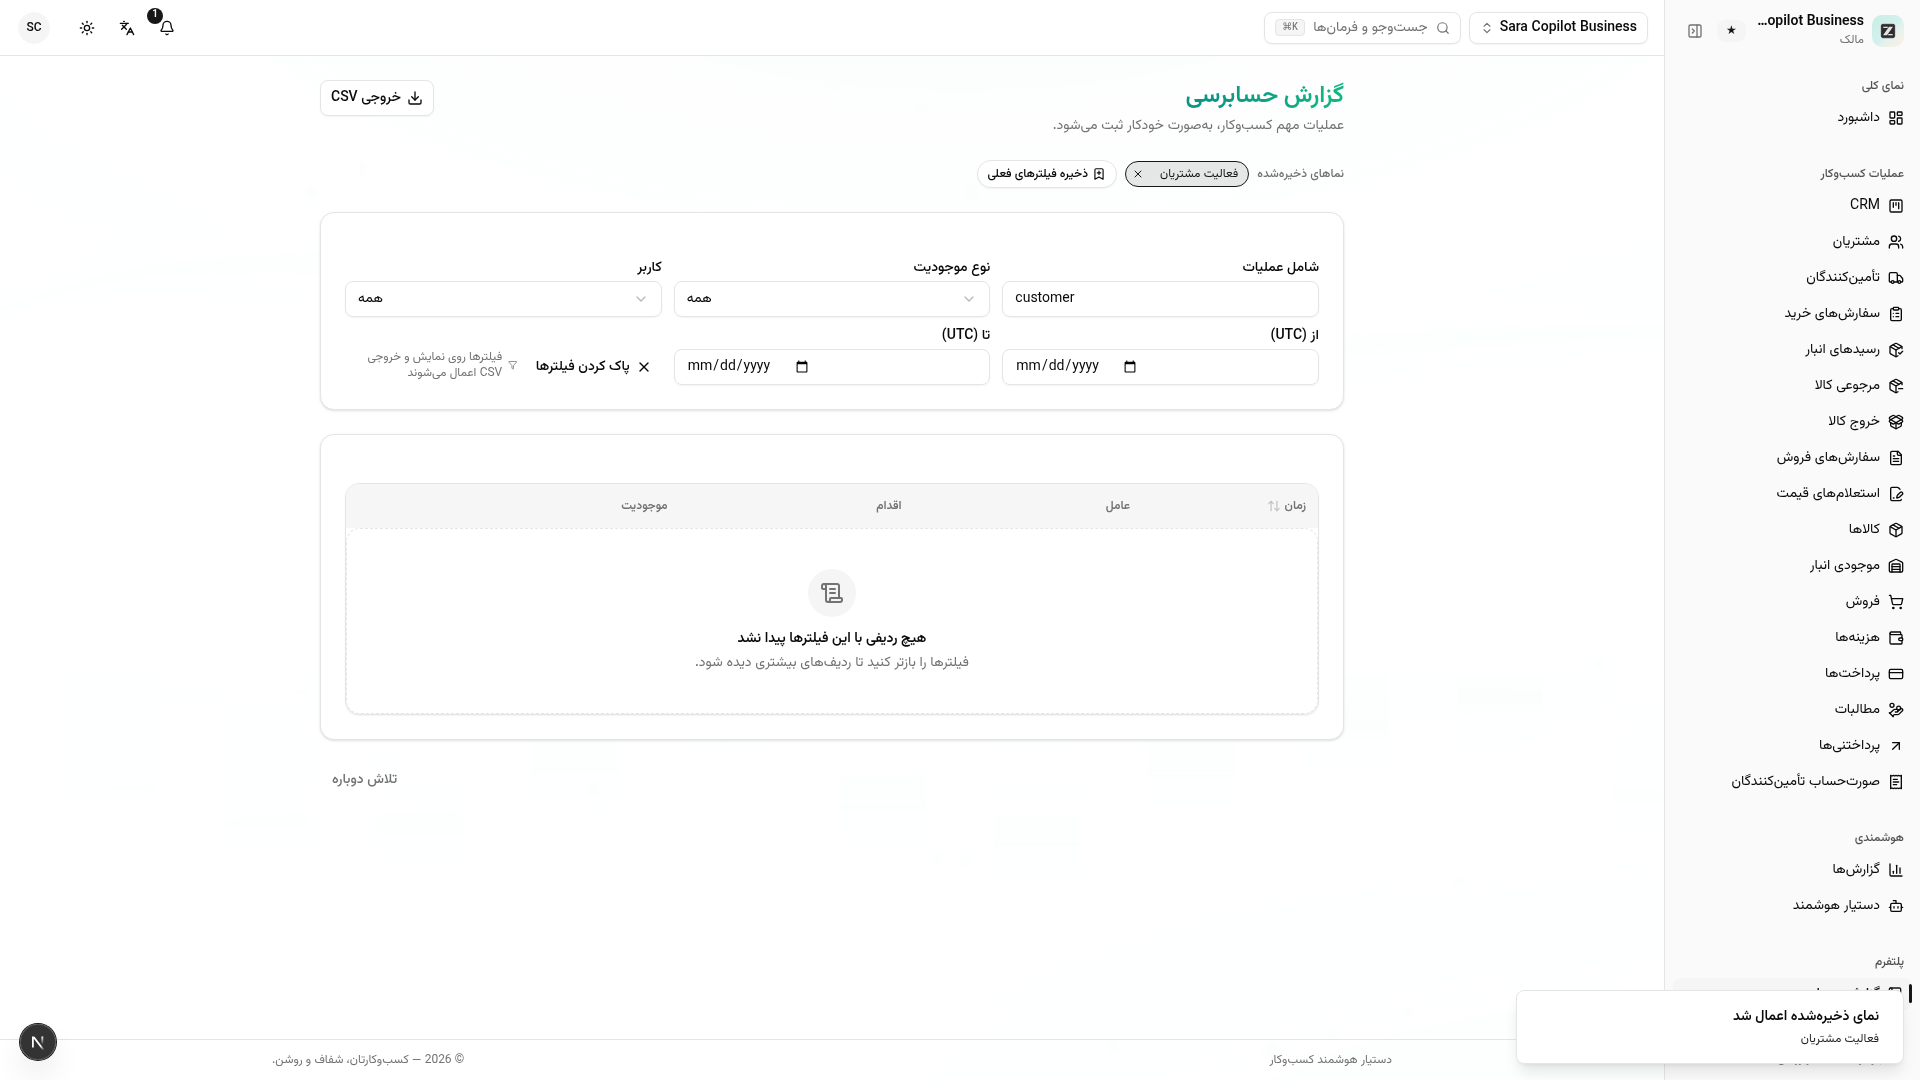 ...opilot Business
مالک
نمای کلی
داشبورد
عملیات کسب‌وکار
CRM
مشتریان
تأمین‌کنندگان
سفارش‌های خرید
رسیدهای انبار
مرجوعی کالا
خروج کالا
سفارش‌های فروش
استعلام‌های قیمت
کالاها
موجودی انبار
فروش
هزینه‌ها
پرداخت‌ها
مطالبات
پرداختنی‌ها
صورت‌حساب تأمین‌کنندگان
هوشمندی
گزارش‌ها
دستیار هوشمند
پلتفرم
Sara Copilot Business
جست‌وجو و فرمان‌ها ⌘K
1
SC
گزارش حسابرسی
عملیات مهم کسب‌وکار، به‌صورت خودکار ثبت می‌شود.
خروجی CSV
نماهای ذخیره‌شده
فعالیت مشتریان
ذخیره فیلترهای فعلی
شامل عملیات
نوع موجودیت
کاربر
customer
همه
همه
از (UTC)
تا (UTC)
mm/dd/yyyy
mm/dd/yyyy
پاک کردن فیلترها
فیلترها روی نمایش و خروجی
CSV اعمال می‌شوند
زمان
عامل
اقدام
موجودیت
هیچ ردیفی با این فیلترها پیدا نشد
فیلترها را بازتر کنید تا ردیف‌های بیشتری دیده شود.
تلاش دوباره
نمای ذخیره‌شده اعمال شد
فعالیت مشتریان
دستیار هوشمند کسب‌وکار
© 2026 — کسب‌وکارتان، شفاف و روشن.
N